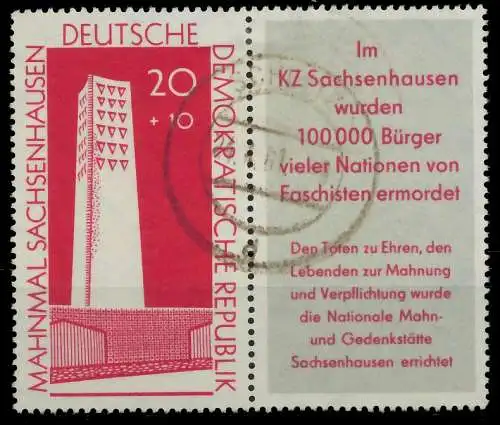 MAHNMAL SACHSENHAUSEN
DEUTSCHE
DEMOKRATISCHE REPUBLIK
20
+ 10
Im
KZ Sachsenhausen
wurden
100 000 Bürger
vieler Nationen von
Faschisten ermordet
Den Toten zu Ehren, den
Lebenden zur Mahnung
und Verpflichtung wurde
die Nationale Mahn-
und Gedenkstätte
Sachsenhausen errichtet